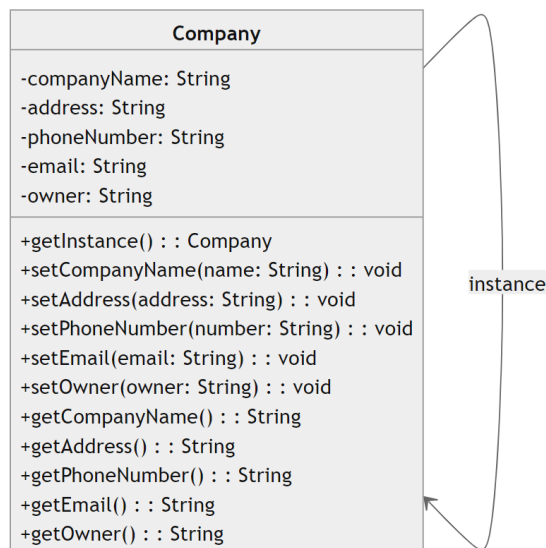 Company
-companyName: String
-address: String
-phoneNumber: String
-email: String
-owner: String
+getInstance() : : Company
+setCompanyName(name: String) : : void
+setAddress(address: String) : : void
+setPhoneNumber(number: String) : : void
+setEmail(email: String) : : void
+setOwner(owner: String) : : void
+getCompanyName() : : String
+getAddress() : : String
+getPhoneNumber() : : String
+getEmail() : : String
+getOwner() : : String
instance